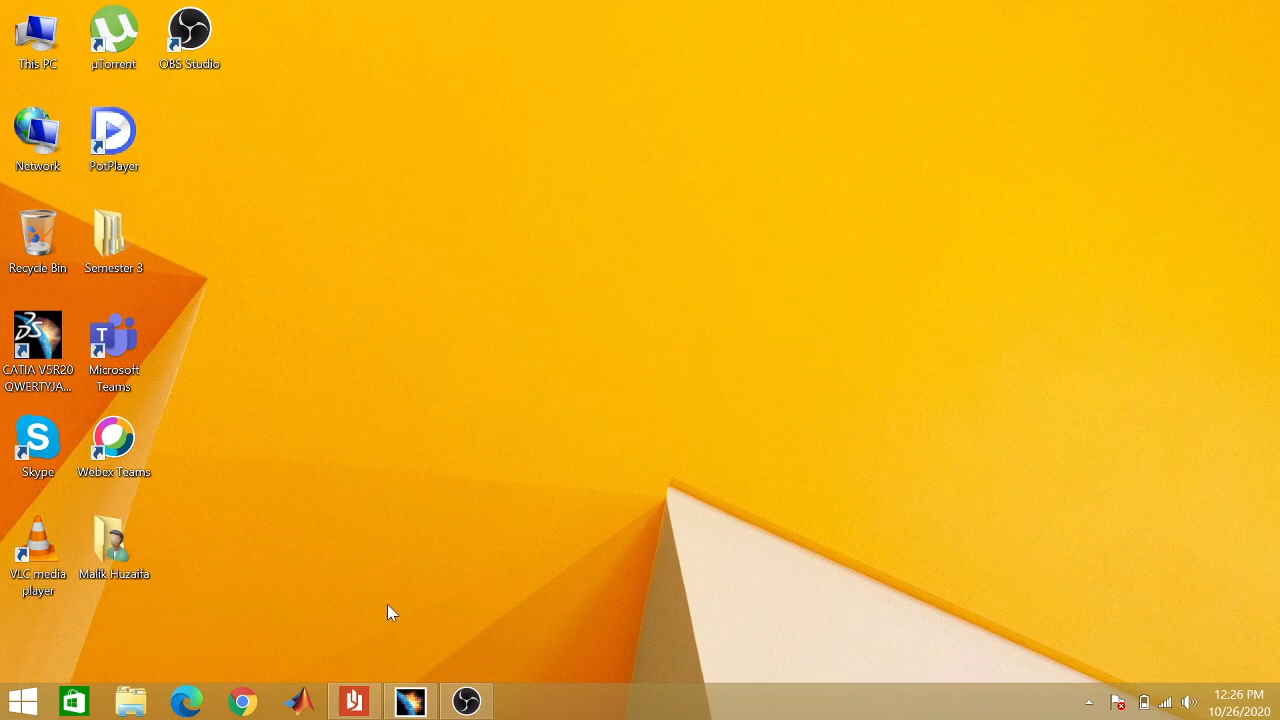 This PC
µTorrent
OBS Studio
Network
PotPlayer
Recycle Bin
Semester 3
CATIA V5R20
QWERTYJA...
Microsoft
Teams
Skype
Webex Teams
VLC media
player
Malik Huzaifa
12:26 PM
10/26/2020